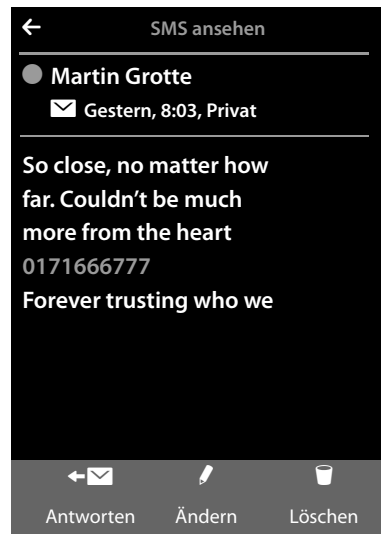 SMS ansehen
Martin Grotte
Gestern, 8:03, Privat
So close, no matter how
far. Couldn't be much
more from the heart
0171666777
Forever trusting who we
Antworten Ändern Löschen